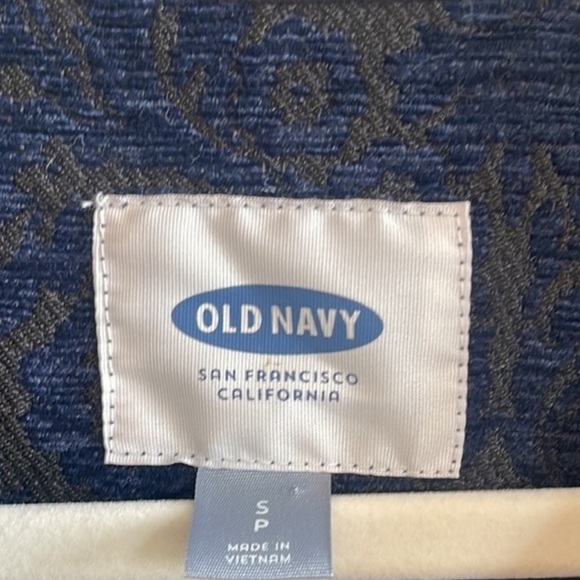 OLD NAVY
SAN FRANCISCO
CALIFORNIA
S
P
MADE IN
VIETNAM